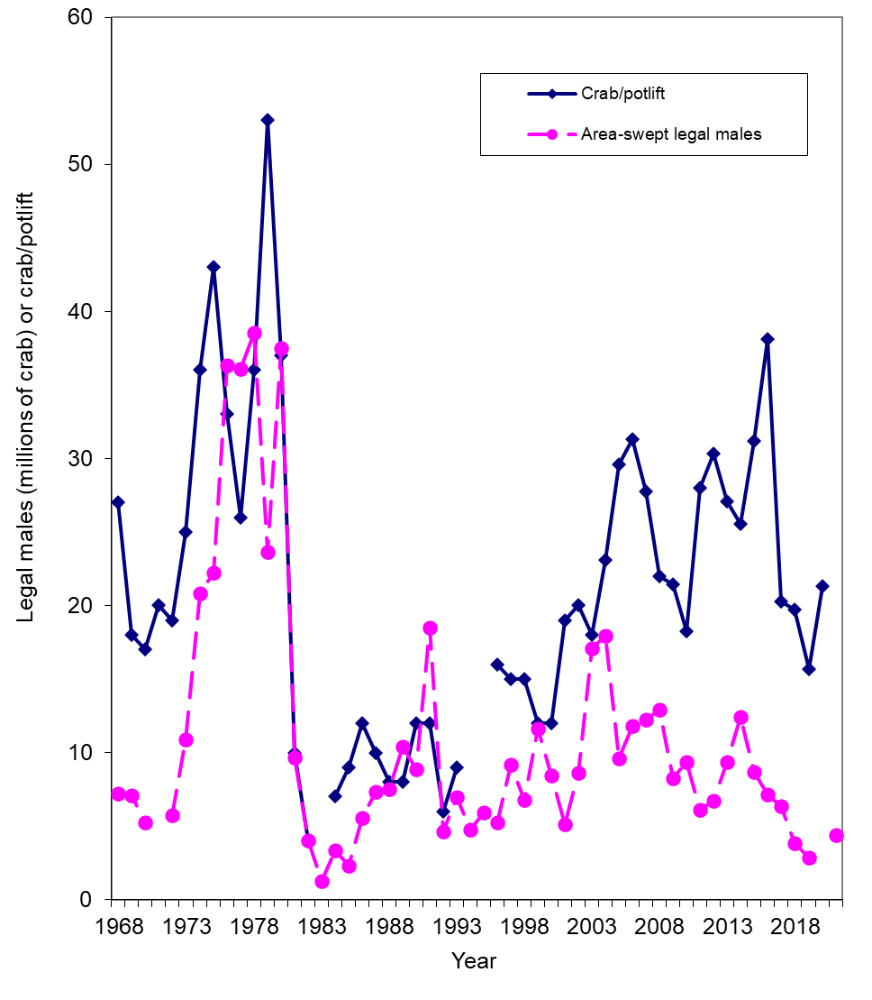 60
50
40
30
20
10
0
Legal males (millions of crab) or crab/potlift
Crab/potlift
Area-swept legal males
1968 1973 1978 1983 1988 1993 1998 2003 2008 2013 2018
Year